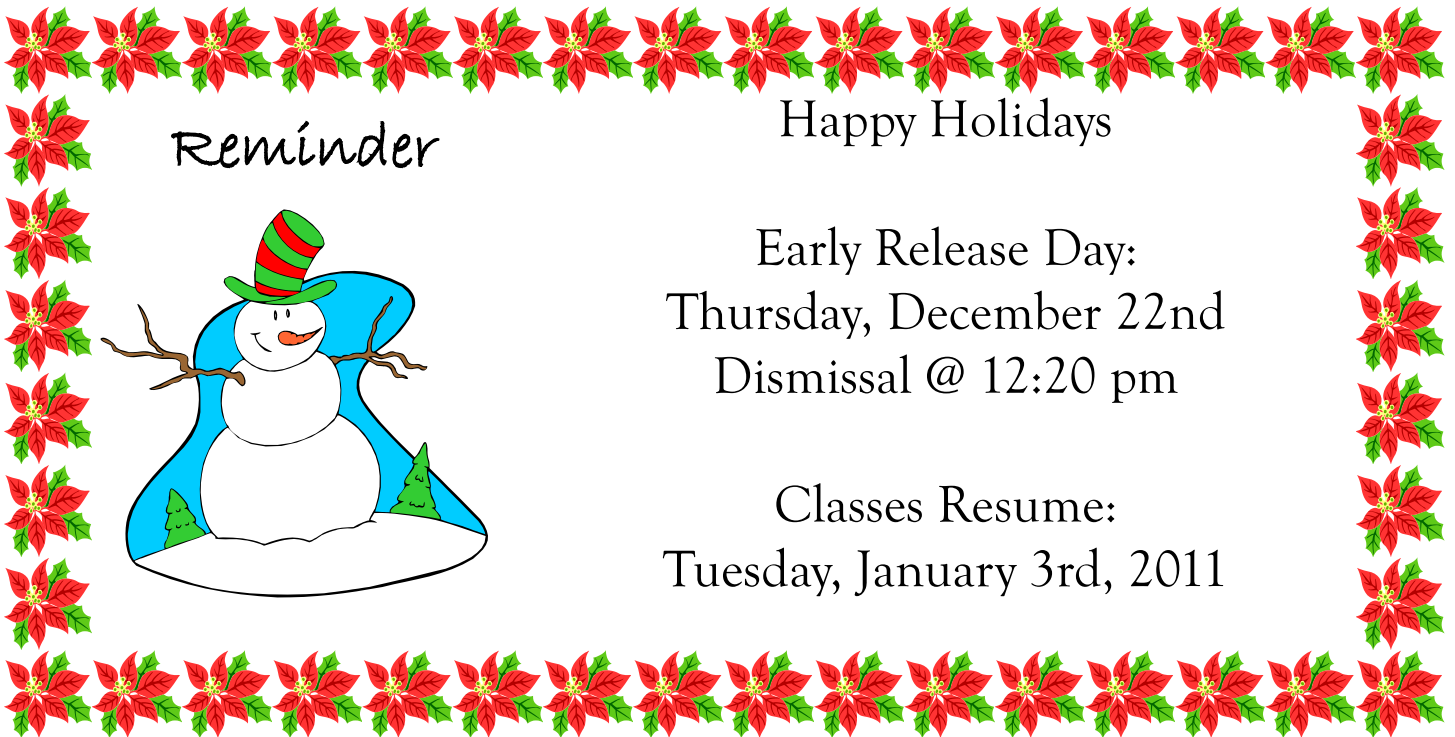 Reminder
Happy Holidays
Early Release Day:
Thursday, December 22nd
Dismissal @ 12:20 pm
Classes Resume:
Tuesday, January 3rd, 2011